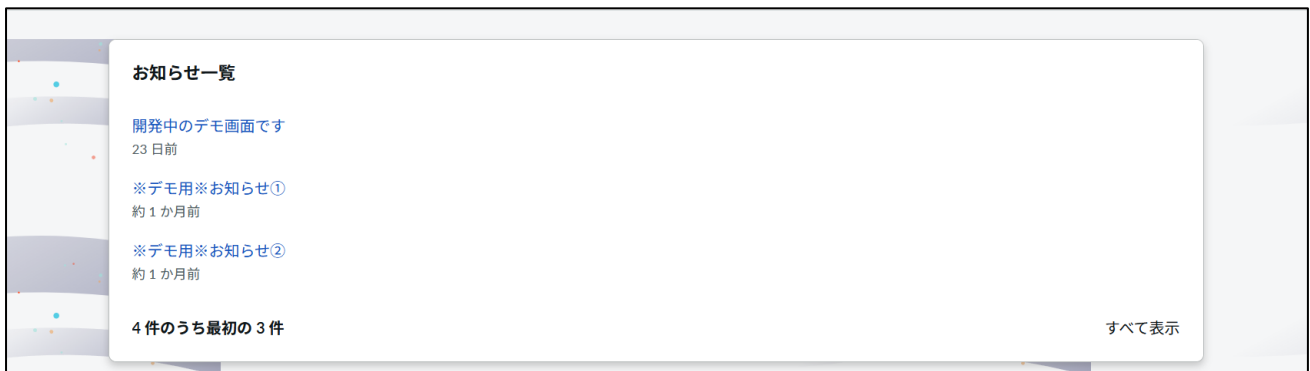 お知らせ一覧
開発中のデモ画面です
23 日前
※デモ用※お知らせ①
約 1 か月前
※デモ用※お知らせ②
約 1 か月前
4 件のうち最初の 3 件
すべて表示